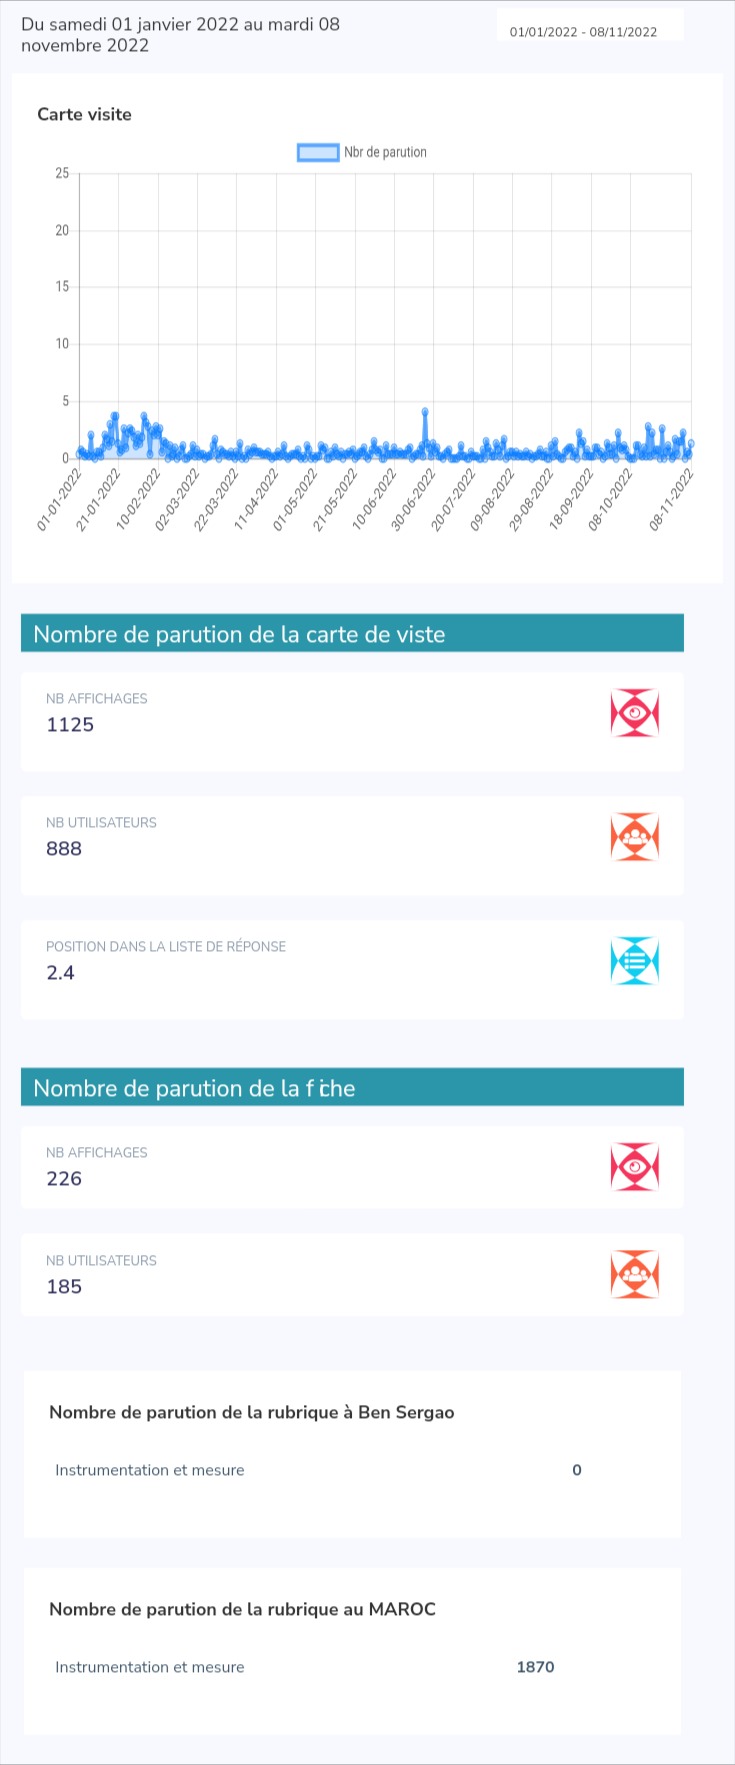 Du samedi 01 janvier 2022 au mardi 08
novembre 2022
01/01/2022 - 08/11/2022
Carte visite
Nbr de parution
25
20
15
10
5
0
01-01-2022
21-01-2022
10-02-2022
02-03-2022
22-03-2022
11-04-2022
01-05-2022
21-05-2022
10-06-2022
30-06-2022
20-07-2022
09-08-2022
29-08-2022
18-09-2022
08-10-2022
08-11-2022
Nombre de parution de la carte de viste
NB AFFICHAGES
1125
NB UTILISATEURS
888
POSITION DANS LA LISTE DE RÉPONSE
2.4
Nombre de parution de la fiche
NB AFFICHAGES
226
NB UTILISATEURS
185
Nombre de parution de la rubrique à Ben Sergao
Instrumentation et mesure 0
Nombre de parution de la rubrique au MAROC
Instrumentation et mesure 1870